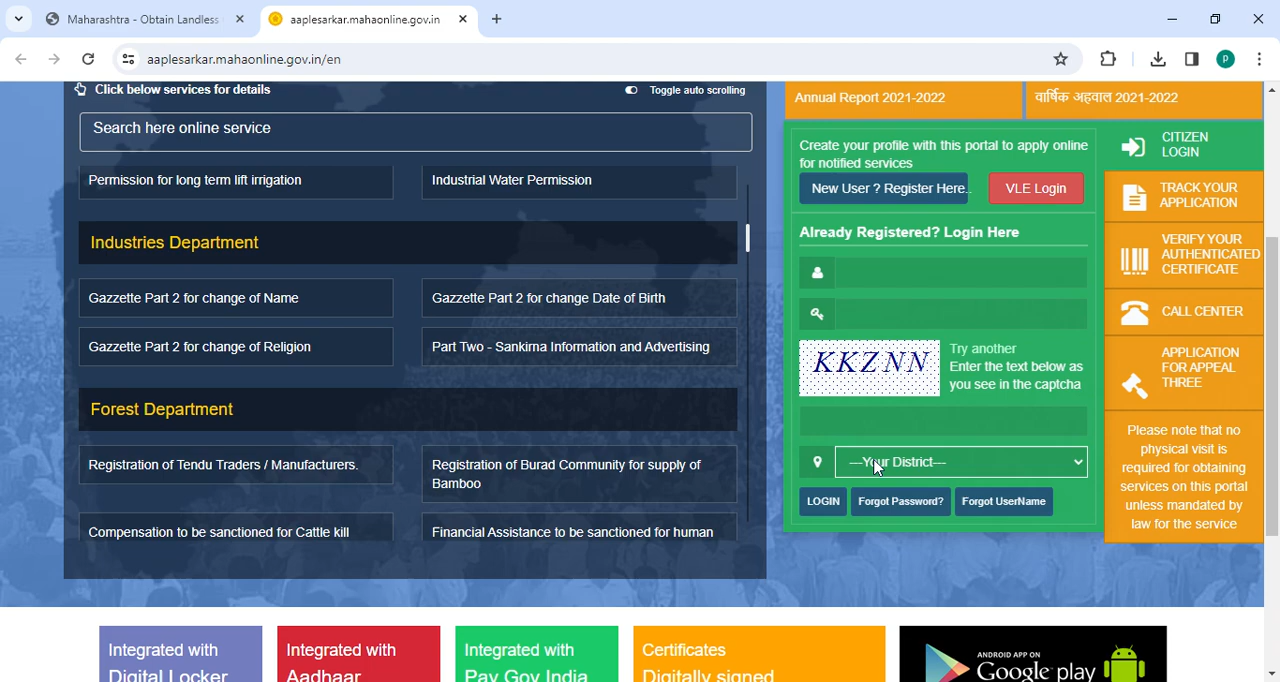 Maharashtra - Obtain Landless
aaplesarkar.mahaonline.gov.in
aaplesarkar.mahaonline.gov.in/en
P
Click below services for details
Toggle auto scrolling
Search here online service
Permission for long term lift irrigation
Industrial Water Permission
Industries Department
Gazzette Part 2 for change of Name
Gazzette Part 2 for change Date of Birth
Gazzette Part 2 for change of Religion
Part Two - Sankirna Information and Advertising
Forest Department
Registration of Tendu Traders / Manufacturers.
Registration of Burad Community for supply of
Bamboo
Compensation to be sanctioned for Cattle kill
Financial Assistance to be sanctioned for human
Annual Report 2021-2022
वार्षिक अहवाल 2021-2022
Create your profile with this portal to apply online
for notified services
New User ? Register Here..
VLE Login
Already Registered? Login Here
KKZNN
Try another
Enter the text below as
you see in the captcha
---Your District---
LOGIN
Forgot Password?
Forgot UserName
CITIZEN
LOGIN
TRACK YOUR
APPLICATION
VERIFY YOUR
AUTHENTICATED
CERTIFICATE
CALL CENTER
APPLICATION
FOR APPEAL
THREE
Please note that no
physical visit is
required for obtaining
services on this portal
unless mandated by
law for the service
Integrated with
Digital Locker
Integrated with
Aadhaar
Integrated with
Pay Gov India
Certificates
Digitally signed
ANDROID APP ON
Google play